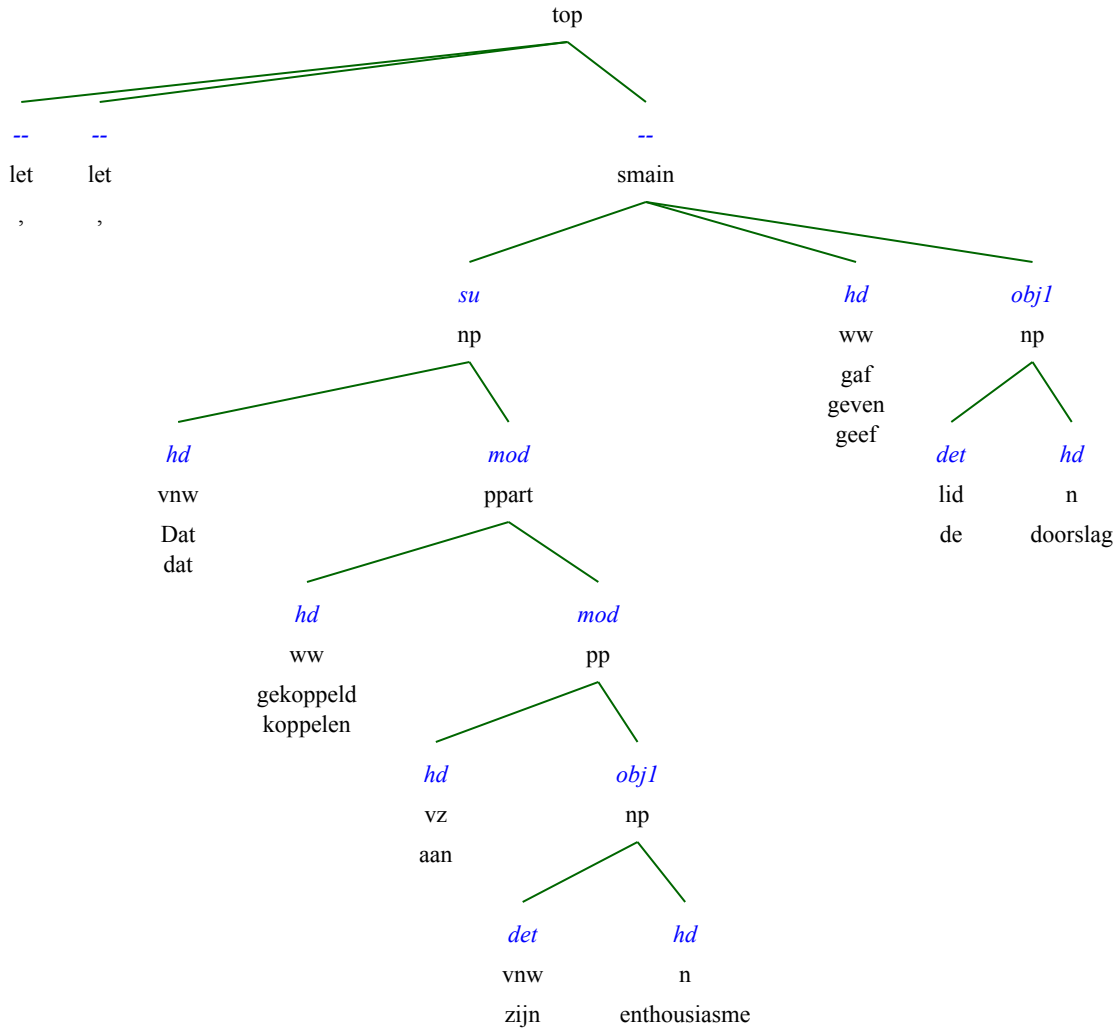 top
-- -- --
let let smain
, ,
su hd obj1
np ww np
gaf
geven
geef
hd mod det hd
vnw ppart lid n
Dat de doorslag
dat
hd mod
ww pp
gekoppeld
koppelen
hd obj1
vz np
aan
det hd
vnw n
zijn enthousiasme